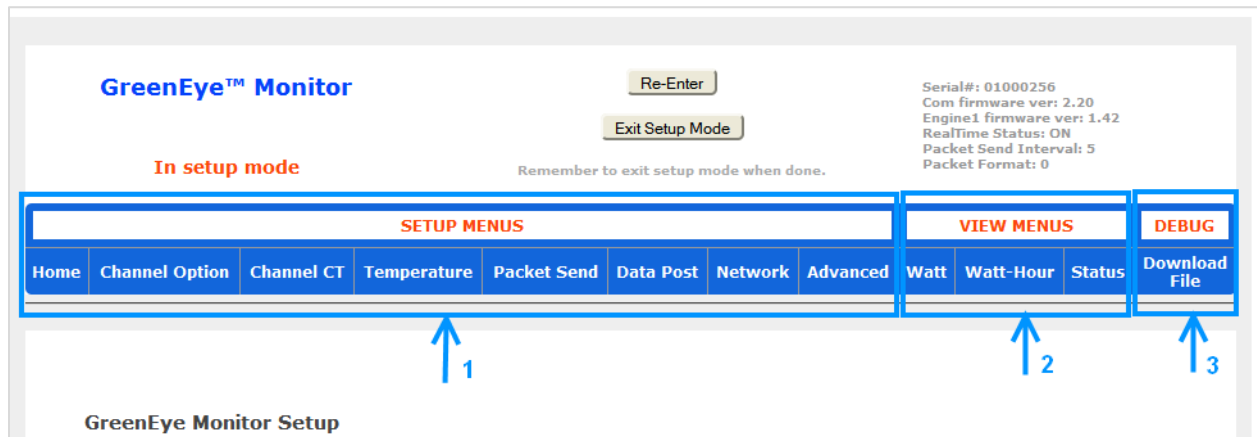 GreenEye™ Monitor
Re-Enter
Exit Setup Mode
In setup mode
Remember to exit setup mode when done.
Serial#: 01000256
Com firmware ver: 2.20
Engine1 firmware ver: 1.42
RealTime Status: ON
Packet Send Interval: 5
Packet Format: 0
SETUP MENUS
VIEW MENUS
DEBUG
Home Channel Option Channel CT Temperature Packet Send Data Post Network Advanced Watt Watt-Hour Status Download
File
1
2
3
GreenEye Monitor Setup